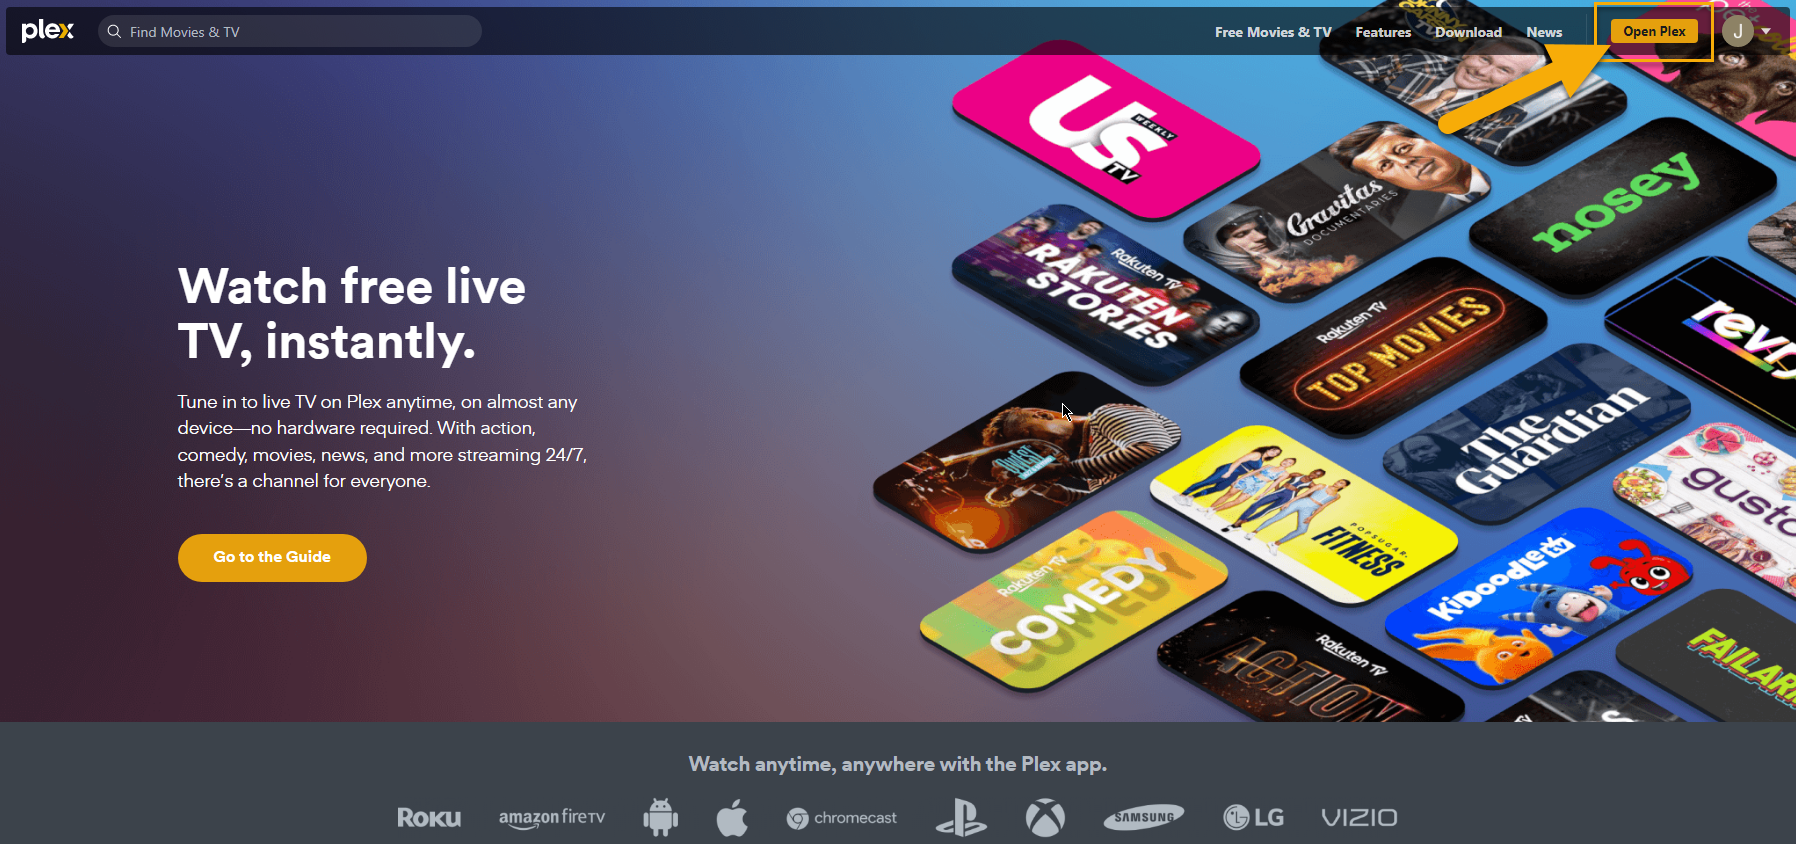 plex
Find Movies & TV
Free Movies & TV
Features
Download
News
Open Plex
J
US
WEEKLY
TV
Gravitas
DOCUMENTARIES
nosey
Rakuten TV
RAKUTEN
STORIES
Rakuten TV
TOP MOVIES
revry
The
Guardian
Watch free live
TV, instantly.
Tune in to live TV on Plex anytime, on almost any
device—no hardware required. With action,
comedy, movies, news, and more streaming 24/7,
there's a channel for everyone.
Go to the Guide
POPSUGAR.
FITNESS
gusto
Rakuten TV
COMEDY
KiDoodle tv
Rakuten TV
ACTION
FAILARM
Watch anytime, anywhere with the Plex app.
ROKU
amazon fireTV
chromecast
SAMSUNG
LG
VIZIO